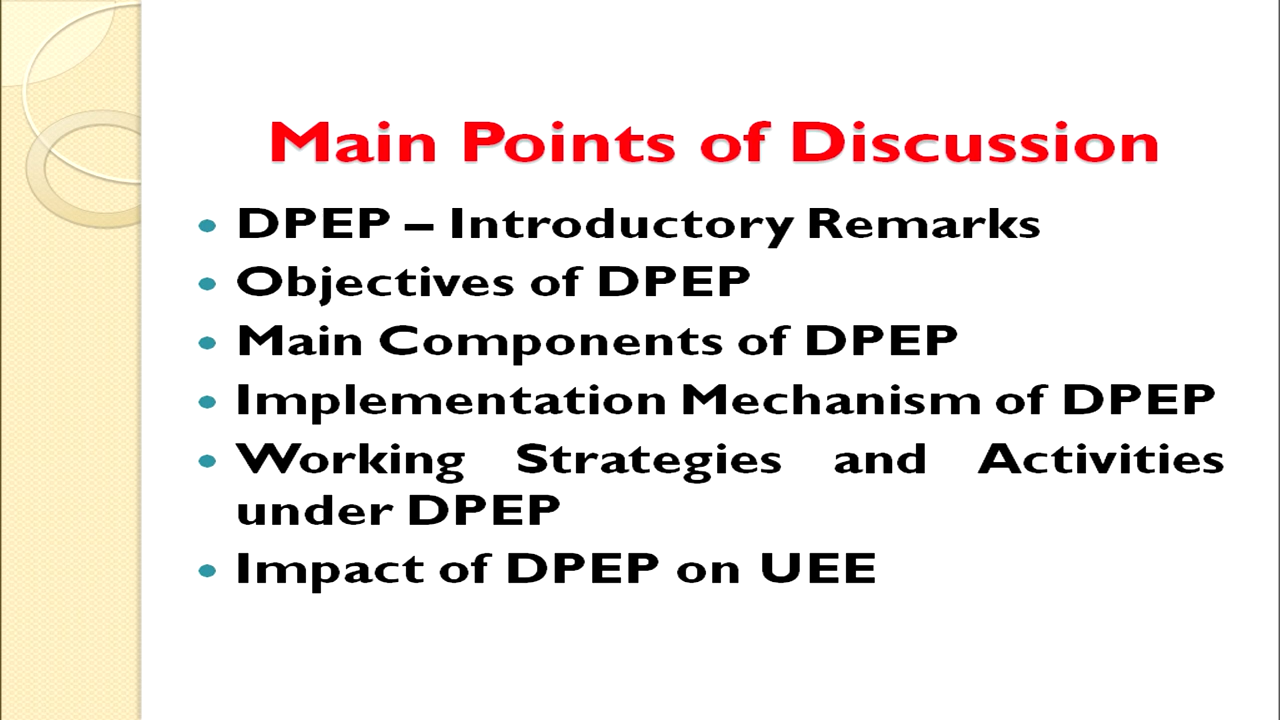 Main Points of Discussion
• DPEP – Introductory Remarks
• Objectives of DPEP
• Main Components of DPEP
• Implementation Mechanism of DPEP
• Working Strategies and Activities
under DPEP
• Impact of DPEP on UEE